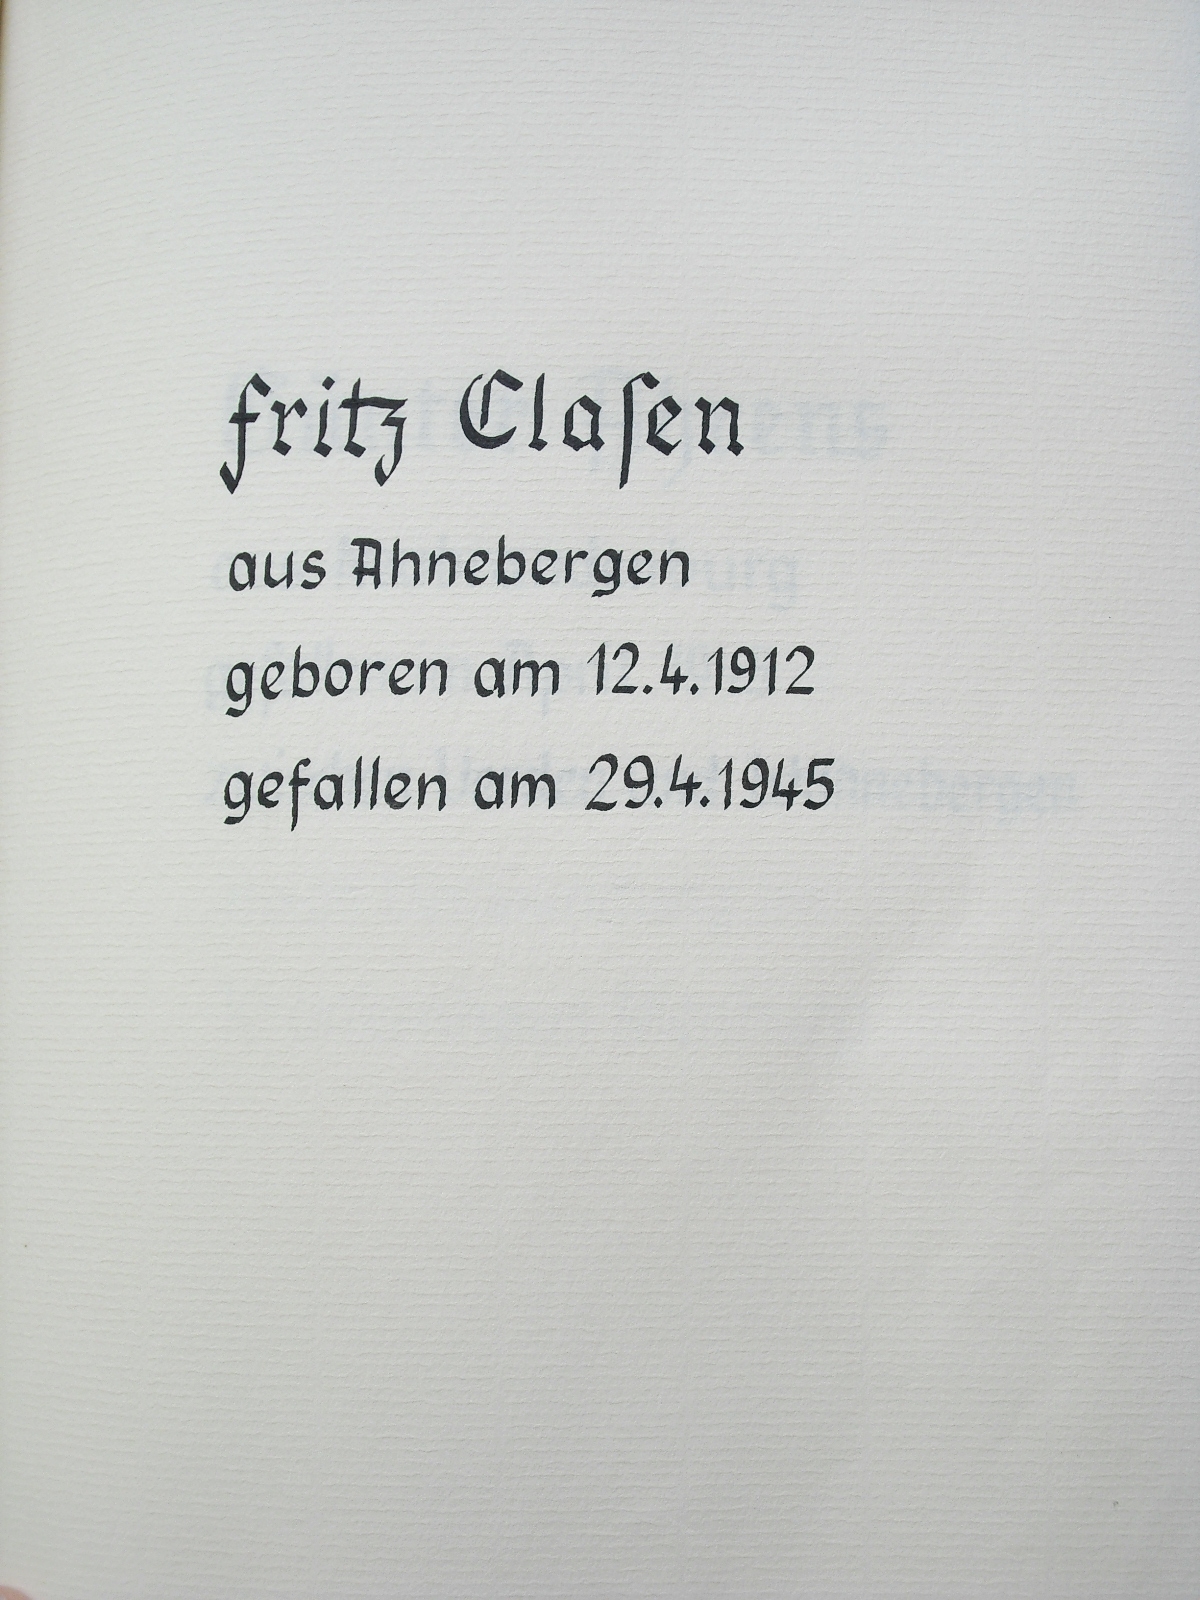 Fritz Claſen
aus Ahnebergen
geboren am 12.4.1912
gefallen am 29.4.1945